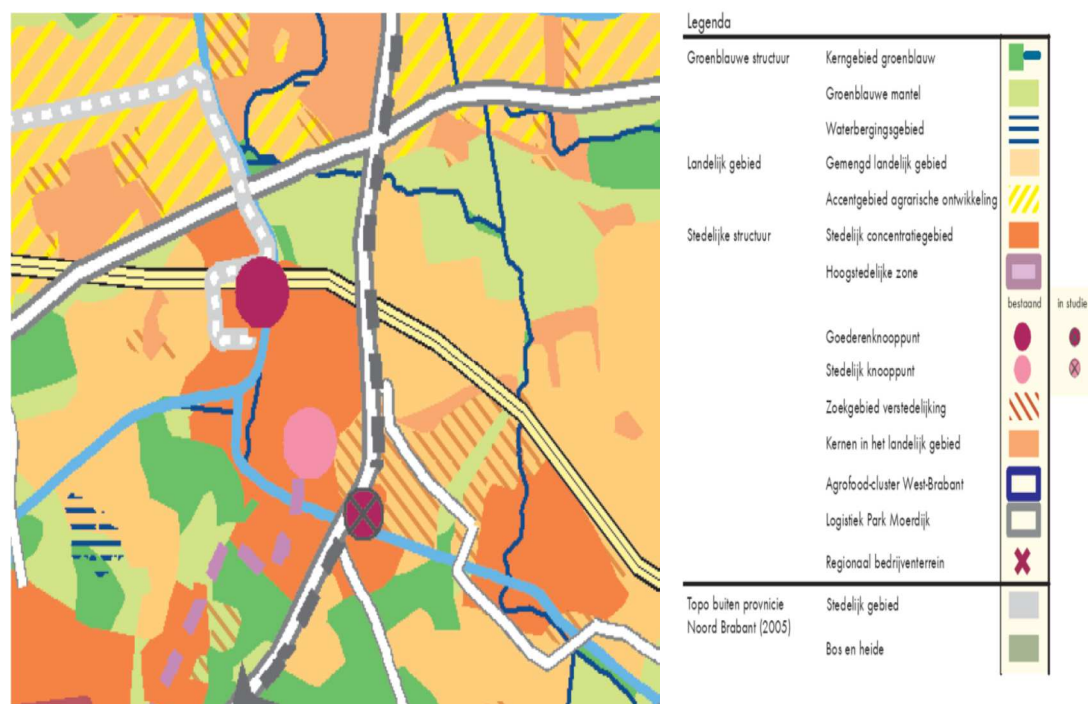 Legenda
Groenblauwe structuur Kerngebied groenblauw
Groenblauwe mantel
Waterbergingsgebied
Landelijk gebied Gemengd landelijk gebied
Accentgebied agrarische ontwikkeling
Stedelijke structuur Stedelijk concentratiegebied
Hoogstedelijke zone
bestaand in studie
Goederenknooppunt
Stedelijk knooppunt
Zoekgebied verstedelijking
Kernen in het landelijk gebied
Agrofood-cluster West-Brabant
Logistiek Park Moerdijk
Regionaal bedrijventerrein
Topo buiten provnicie Stedelijk gebied
Noord Brabant (2005)
Bos en heide